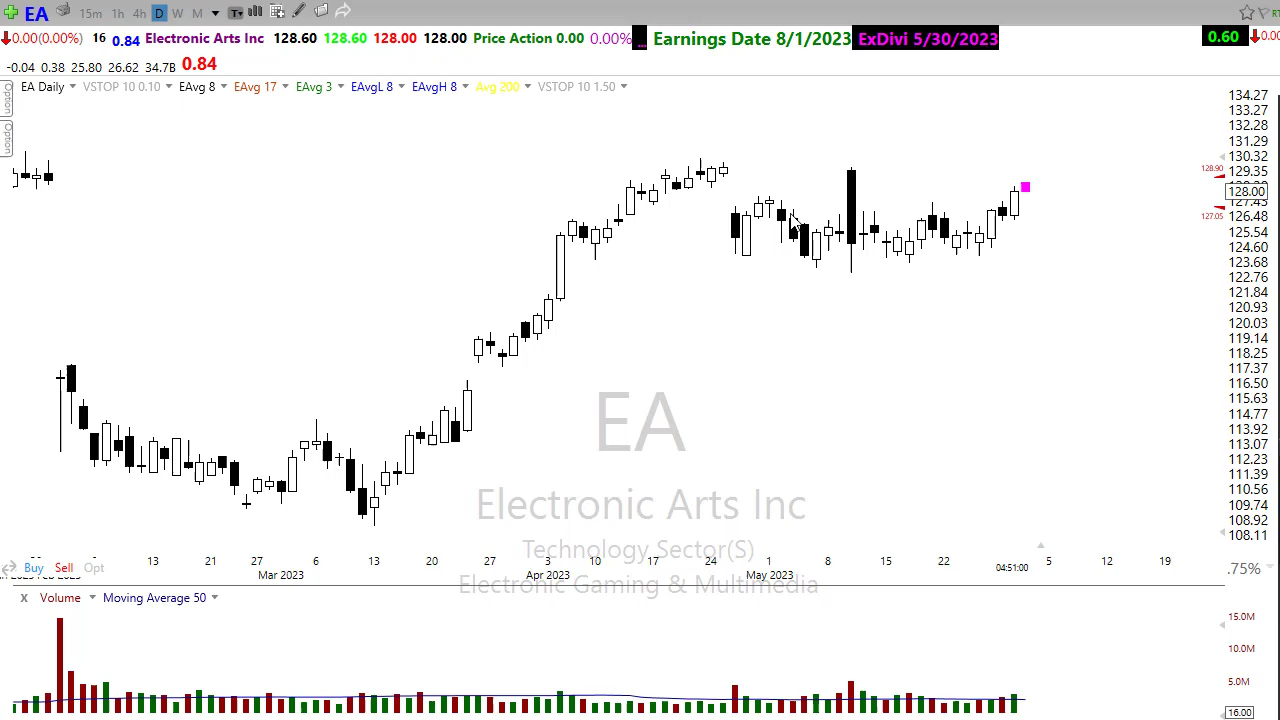 EA 15m 1h 4h D W M T
0.00(0.00%) 16 0.84 Electronic Arts Inc 128.60 128.60 128.00 128.00 Price Action 0.00 0.00% ... Earnings Date 8/1/2023 ExDivi 5/30/2023 0.60
-0.04 0.38 25.80 26.62 34.7B 0.84
EA Daily VSTOP 10 0.10 EAvg 8 EAvg 17 EAvg 3 EAvgL 8 EAvgH 8 Avg 200 VSTOP 10 1.50
Option
Option
134.27
133.27
132.28
131.29
130.32
129.35
128.90
128.00
127.43
127.05
126.48
125.54
124.60
123.68
122.76
121.84
120.93
120.03
119.14
118.25
117.37
116.50
115.63
114.77
113.92
113.07
112.23
111.39
110.56
109.74
108.92
108.11
EA
Electronic Arts Inc
Technology Sector(S)
Electronic Gaming & Multimedia
13 21 27 6 13 20 27 3 10 17 24 1 8 15 22 04:51:00 5 12 19
Mar 2023 Apr 2023 May 2023
Buy Sell Opt
.75%
X Volume Moving Average 50
15.0M
10.0M
5.0M
16.00